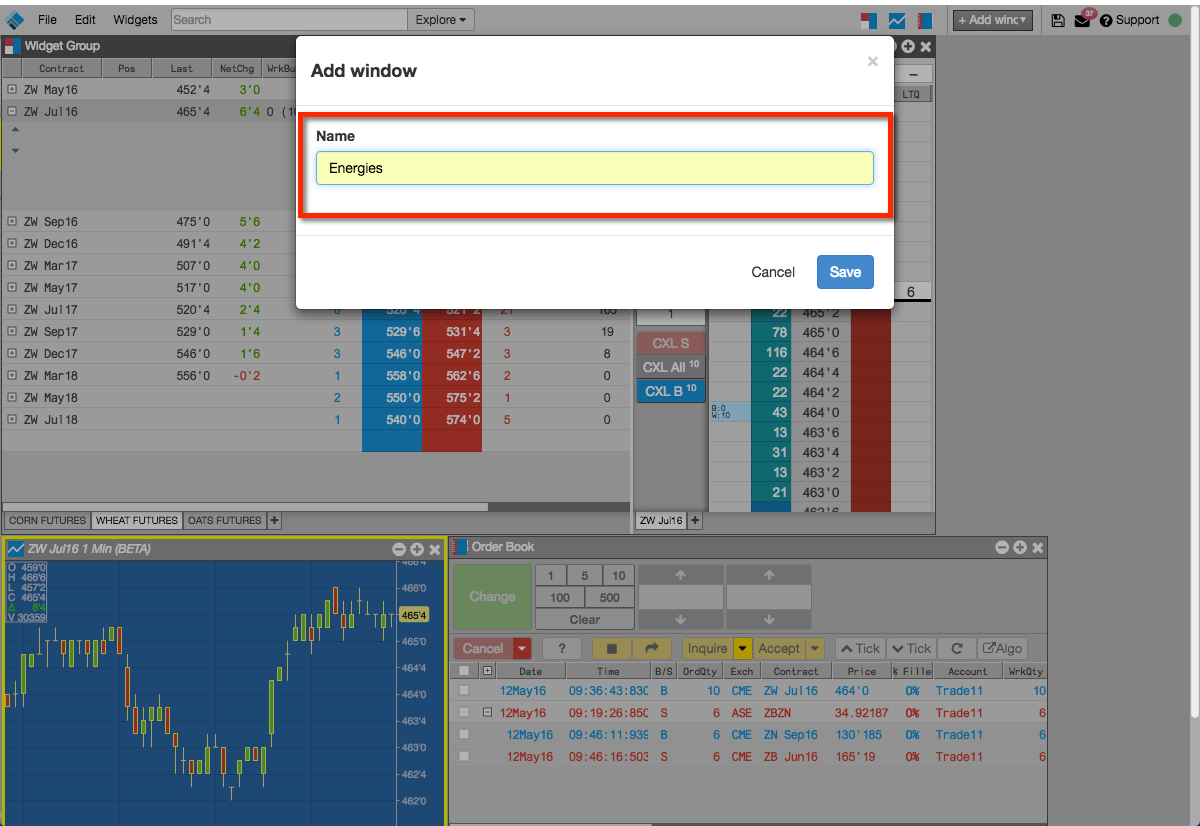 File Edit Widgets Search Explore + Add winc 37 Support
Widget Group
Contract Pos Last NetChg WrkBu
ZW May16 452'4 3'0
ZW Jul16 465'4 6'4 0 (10
ZW Sep16 475'0 5'6
ZW Dec16 491'4 4'2
ZW Mar17 507'0 4'0
ZW May17 517'0 4'0
ZW Jul17 520'4 2'4 6 520'4 521'2 21 165
ZW Sep17 529'0 1'4 3 529'6 531'4 3 19
ZW Dec17 546'0 1'6 3 546'0 547'2 3 8
ZW Mar18 556'0 -0'2 1 558'0 562'6 2 0
ZW May18 2 550'0 575'2 1 0
ZW Jul18 1 540'0 574'0 5 0
CORN FUTURES WHEAT FUTURES OATS FUTURES +
Add window ×
Name
Energies
Cancel Save
LTQ
6
1
CXL S
CXL All 10
CXL B 10
22 465'2
78 465'0
116 464'6
22 464'4
22 464'2
B:0
W:10
43 464'0
13 463'6
31 463'4
13 463'2
21 463'0
462'6
ZW Jul16 +
ZW Jul16 1 Min (BETA)
O 459'0
H 466'6
L 457'2
C 465'4
Δ 6'4
V 30359
466'4
466'0
465'4
465'0
464'4
464'0
463'4
463'0
462'4
462'0
Order Book
Change
1 5 10
100 500
Clear
Cancel ? Inquire Accept Tick Tick Algo
Date Time B/S OrdQty Exch Contract Price % Fille Account WrkQty
12May16 09:36:43:830 B 10 CME ZW Jul16 464'0 0% Trade11 10
12May16 09:19:26:850 S 6 ASE ZBZN 34.92187 0% Trade11 6
12May16 09:46:11:939 B 6 CME ZN Sep16 130'185 0% Trade11 6
12May16 09:46:16:503 S 6 CME ZB Jun16 165'19 0% Trade11 6